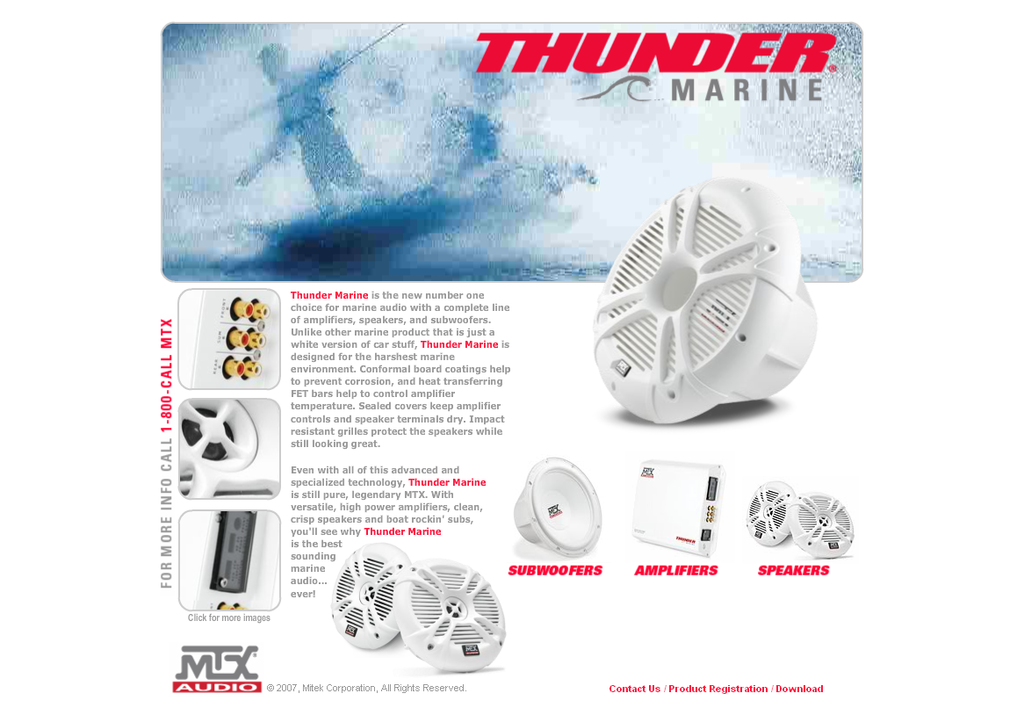 THUNDER®
MARINE
FOR MORE INFO CALL 1-800-CALL MTX
Thunder Marine is the new number one
choice for marine audio with a complete line
of amplifiers, speakers, and subwoofers.
Unlike other marine product that is just a
white version of car stuff, Thunder Marine is
designed for the harshest marine
environment. Conformal board coatings help
to prevent corrosion, and heat transferring
FET bars help to control amplifier
temperature. Sealed covers keep amplifier
controls and speaker terminals dry. Impact
resistant grilles protect the speakers while
still looking great.
Even with all of this advanced and
specialized technology, Thunder Marine
is still pure, legendary MTX. With
versatile, high power amplifiers, clean,
crisp speakers and boat rockin' subs,
you'll see why Thunder Marine
is the best
sounding
marine
audio...
ever!
Click for more images
MTX
MTX
THUNDER
SUBWOOFERS
AMPLIFIERS
SPEAKERS
MTX®
AUDIO
© 2007, Mitek Corporation, All Rights Reserved.
Contact Us / Product Registration / Download